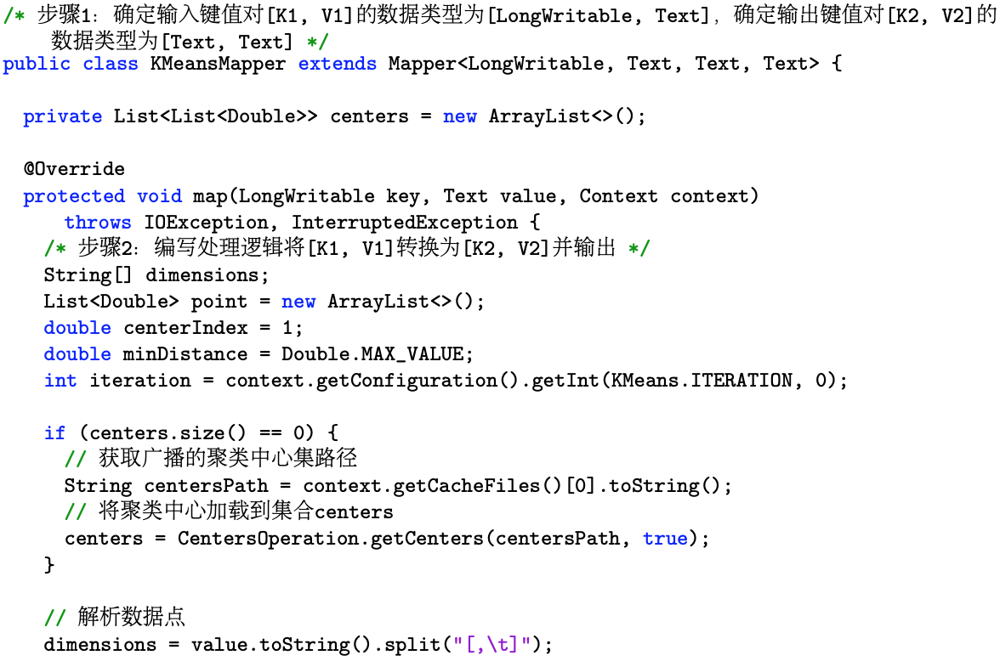 /* 步骤1: 确定输入键值对[K1, V1]的数据类型为[LongWritable, Text], 确定输出键值对[K2, V2]的
数据类型为[Text, Text] */
public class KMeansMapper extends Mapper<LongWritable, Text, Text, Text> {
private List<List<Double>> centers = new ArrayList<>();
@Override
protected void map(LongWritable key, Text value, Context context)
throws IOException, InterruptedException {
/* 步骤2: 编写处理逻辑将[K1, V1]转换为[K2, V2]并输出 */
String[] dimensions;
List<Double> point = new ArrayList<>();
double centerIndex = 1;
double minDistance = Double.MAX_VALUE;
int iteration = context.getConfiguration().getInt(KMeans.ITERATION, 0);
if (centers.size() == 0) {
// 获取广播的聚类中心集路径
String centersPath = context.getCacheFiles()[0].toString();
// 将聚类中心加载到集合centers
centers = CentersOperation.getCenters(centersPath, true);
}
// 解析数据点
dimensions = value.toString().split("[,\t]");